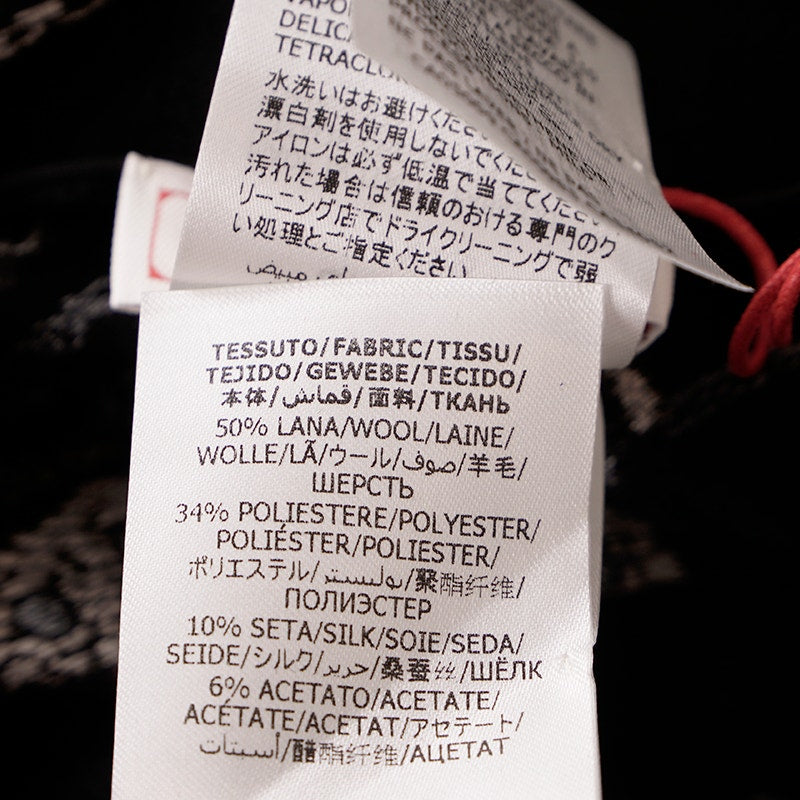 DELIC
TETRACLO
水洗いはお避けくださ
漂白剤を使用しないでくだ
アイロンは必ず低温で当ててくださ
汚れた場合は信頼のおける専門のク
リーニング店でドライクリーニングで弱
い処理とご指定ください
TESSUTO/FABRIC/TISSU/
TEJIDO/GEWEBE/TECIDO/
本体/قماش/面料/ТКАНЬ
50% LANA/WOOL/LAINE/
WOLLE/LÃ/ウール/صوف/羊毛/
ШЕРСТЬ
34% POLIESTERE/POLYESTER/
POLIÉSTER/POLIESTER/
ポリエステル/بوليستر/聚酯纤维/
ПОЛИЭСТЕР
10% SETA/SILK/SOIE/SEDA/
SEIDE/シルク/حرير/桑蚕丝/ШЁЛК
6% ACETATO/ACETATE/
ACÉTATE/ACETAT/アセテート/
أسيتات/醋酯纤维/АЦЕТАТ